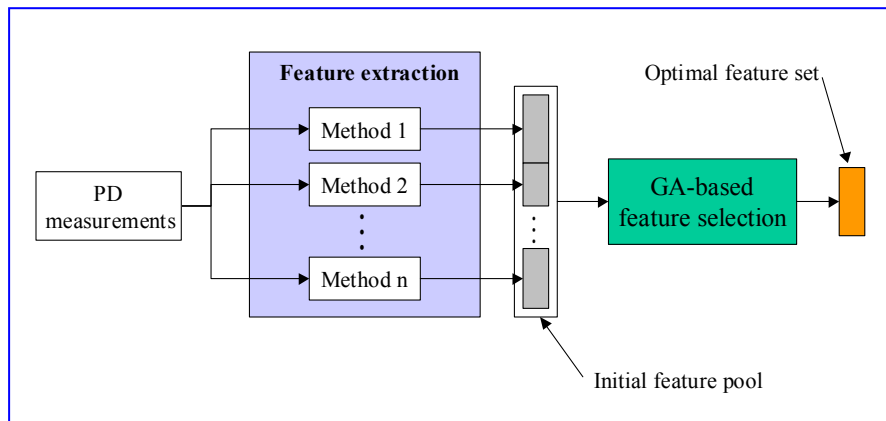 Feature extraction
Optimal feature set
Method 1
Method 2
Method n
PD
measurements
GA-based
feature selection
Initial feature pool